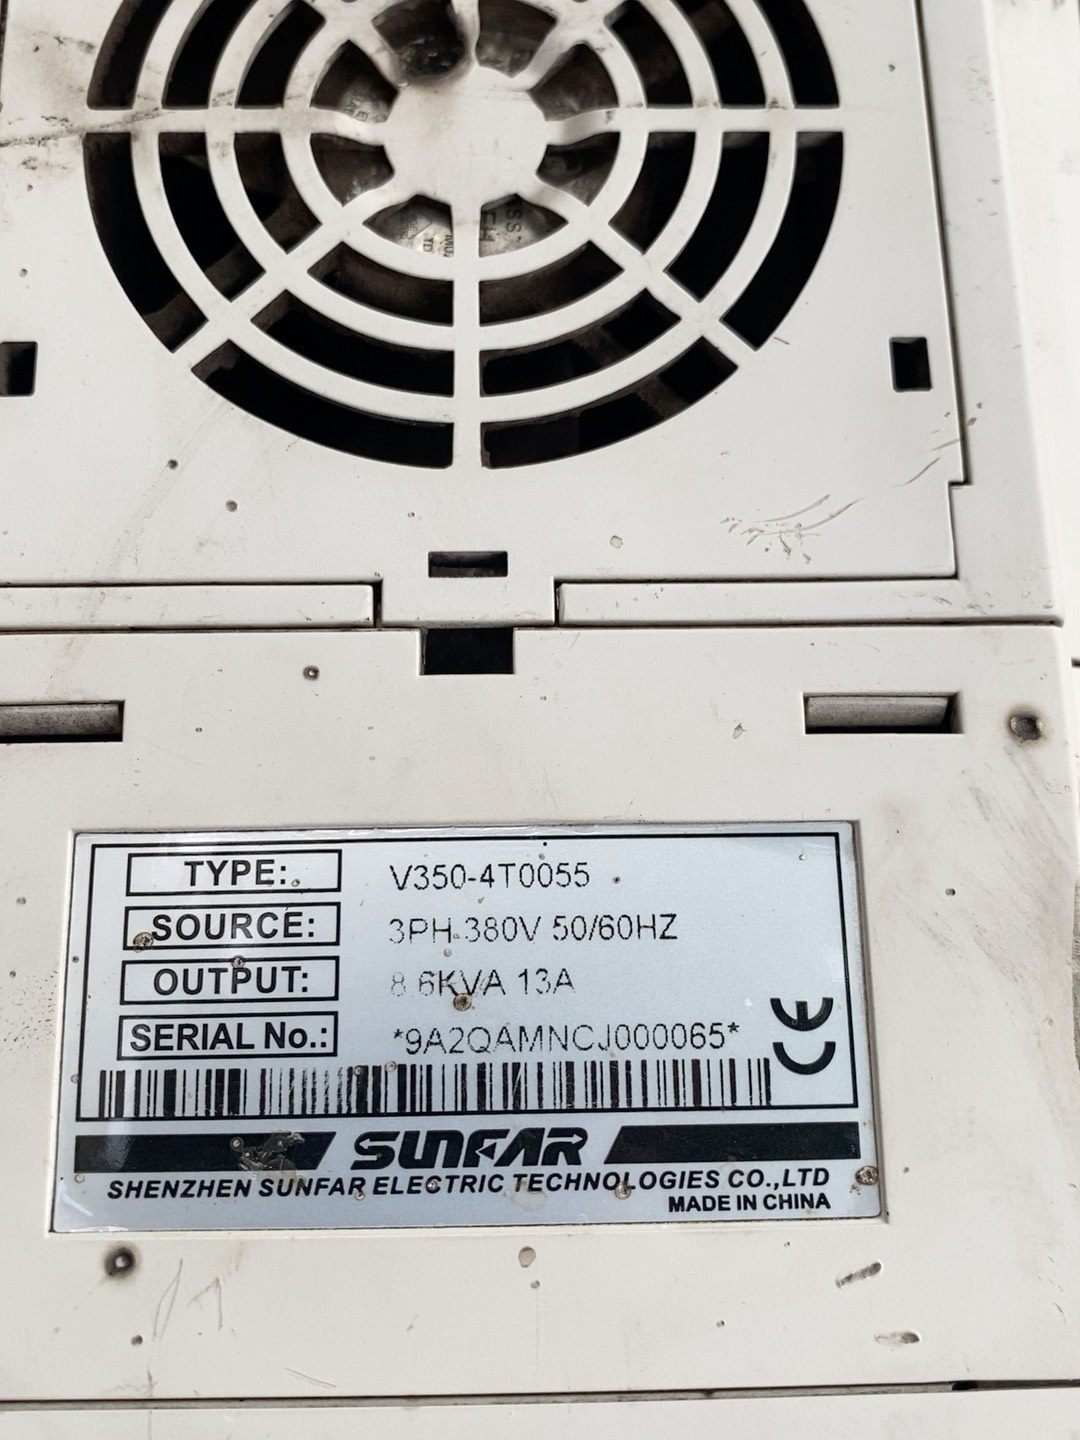 TYPE: V350-4T0055
SOURCE: 3PH 380V 50/60HZ
OUTPUT: 8.6KVA 13A
SERIAL No.: *9A2QAMNCJ000065*
CE
SUNFAR
SHENZHEN SUNFAR ELECTRIC TECHNOLOGIES CO.,LTD
MADE IN CHINA